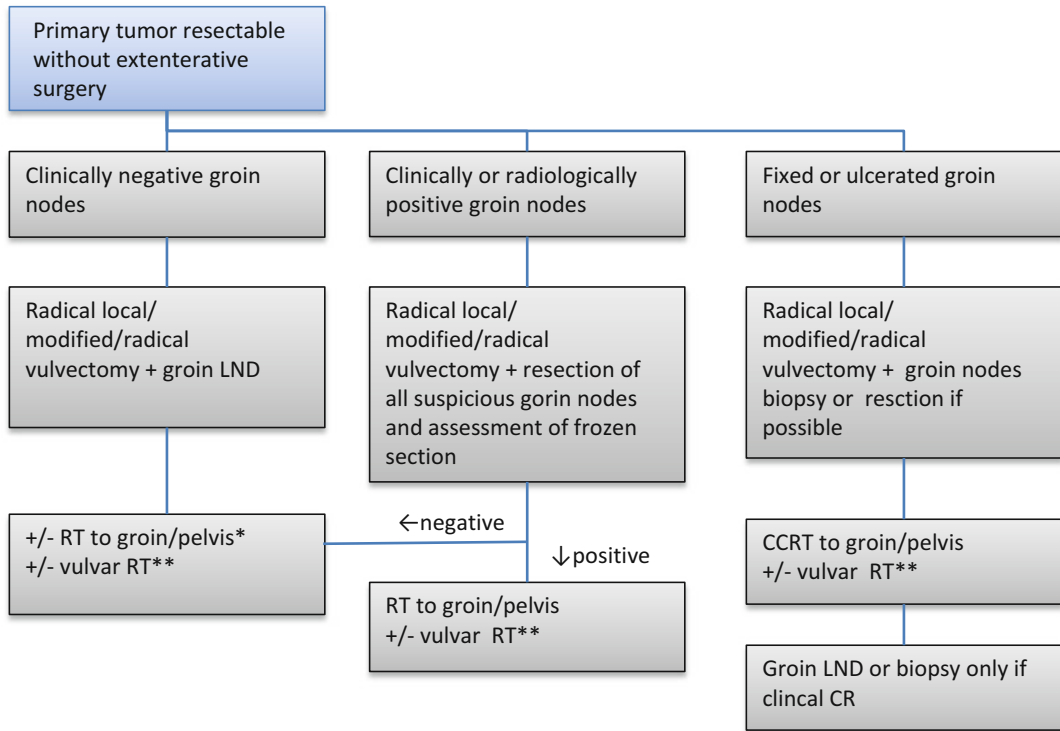 Primary tumor resectable
without extenterative
surgery
Clinically negative groin
nodes
Clinically or radiologically
positive groin nodes
Fixed or ulcerated groin
nodes
Radical local/
modified/radical
vulvectomy + groin LND
Radical local/
modified/radical
vulvectomy + resection of
all suspicious gorin nodes
and assessment of frozen
section
Radical local/
modified/radical
vulvectomy + groin nodes
biopsy or resction if
possible
+/- RT to groin/pelvis*
+/- vulvar RT**
←negative
↓positive
RT to groin/pelvis
+/- vulvar RT**
CCRT to groin/pelvis
+/- vulvar RT**
Groin LND or biopsy only if
clincal CR